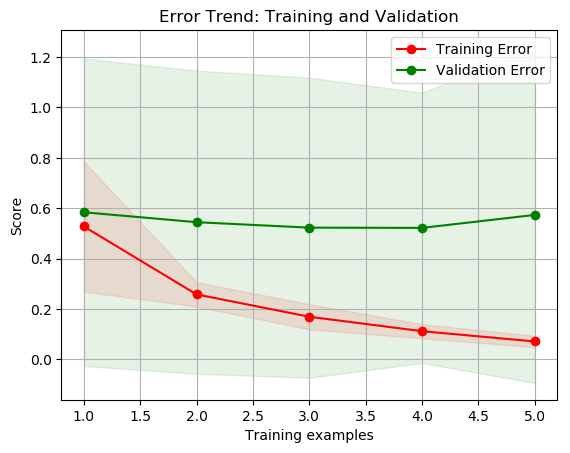 Error Trend: Training and Validation
Training Error
Validation Error
Score
1.2
1.0
0.8
0.6
0.4
0.2
0.0
1.0 1.5 2.0 2.5 3.0 3.5 4.0 4.5 5.0
Training examples